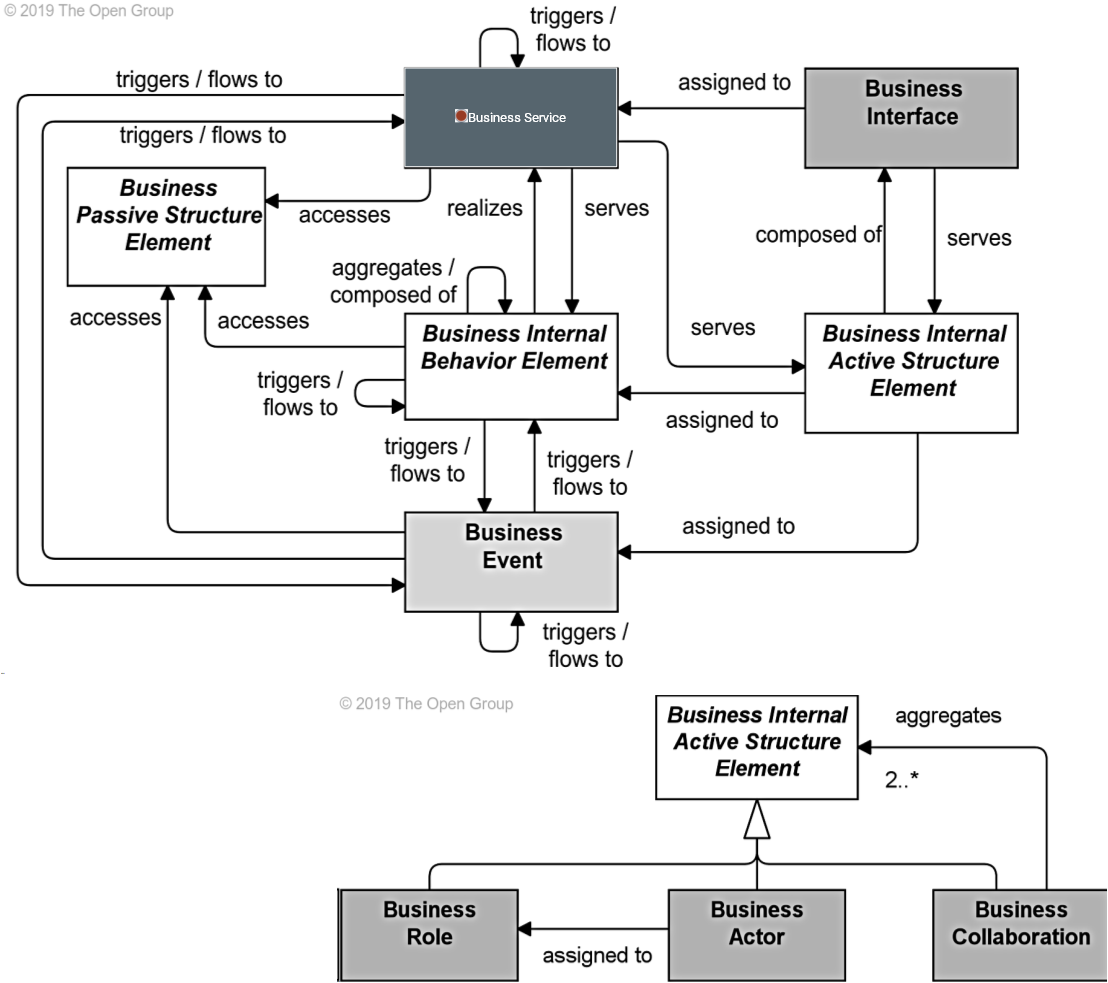 © 2019 The Open Group
triggers /
flows to
triggers / flows to
assigned to
Business
Interface
Business Service
triggers / flows to
Business
Passive Structure
Element
accesses
realizes
serves
composed of
serves
aggregates /
composed of
accesses
accesses
Business Internal
Behavior Element
serves
Business Internal
Active Structure
Element
triggers /
flows to
assigned to
triggers /
flows to
triggers /
flows to
Business
Event
assigned to
triggers /
flows to
© 2019 The Open Group
Business Internal
Active Structure
Element
aggregates
2..*
Business
Role
assigned to
Business
Actor
Business
Collaboration